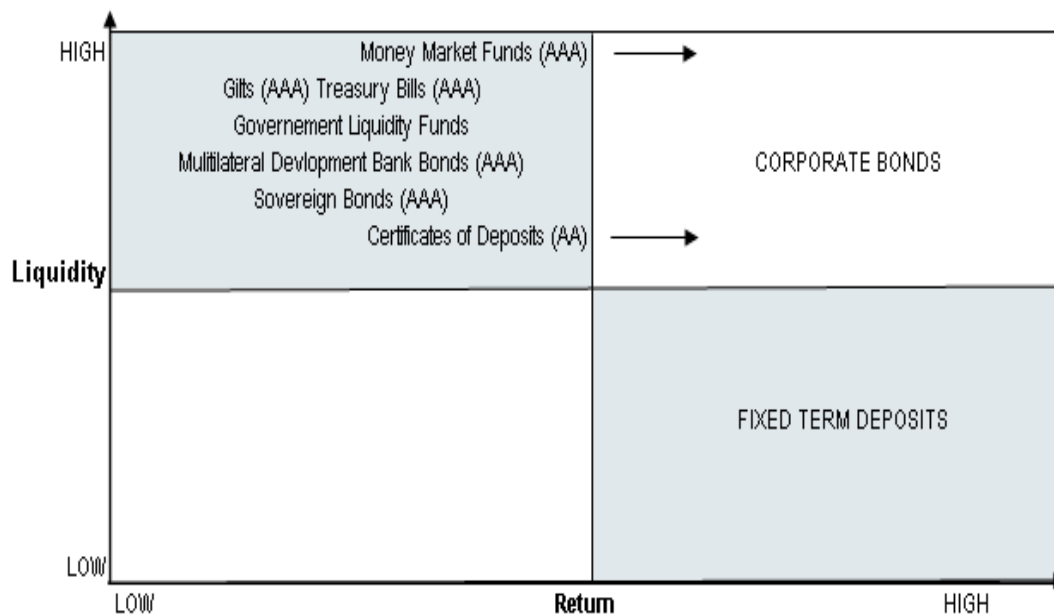 HIGH
Money Market Funds (AAA)
Gilts (AAA) Treasury Bills (AAA)
Governement Liquidity Funds
Mulitilateral Devlopment Bank Bonds (AAA)
Sovereign Bonds (AAA)
Certificates of Deposits (AA)
CORPORATE BONDS
Liquidity
FIXED TERM DEPOSITS
LOW
LOW
Return
HIGH